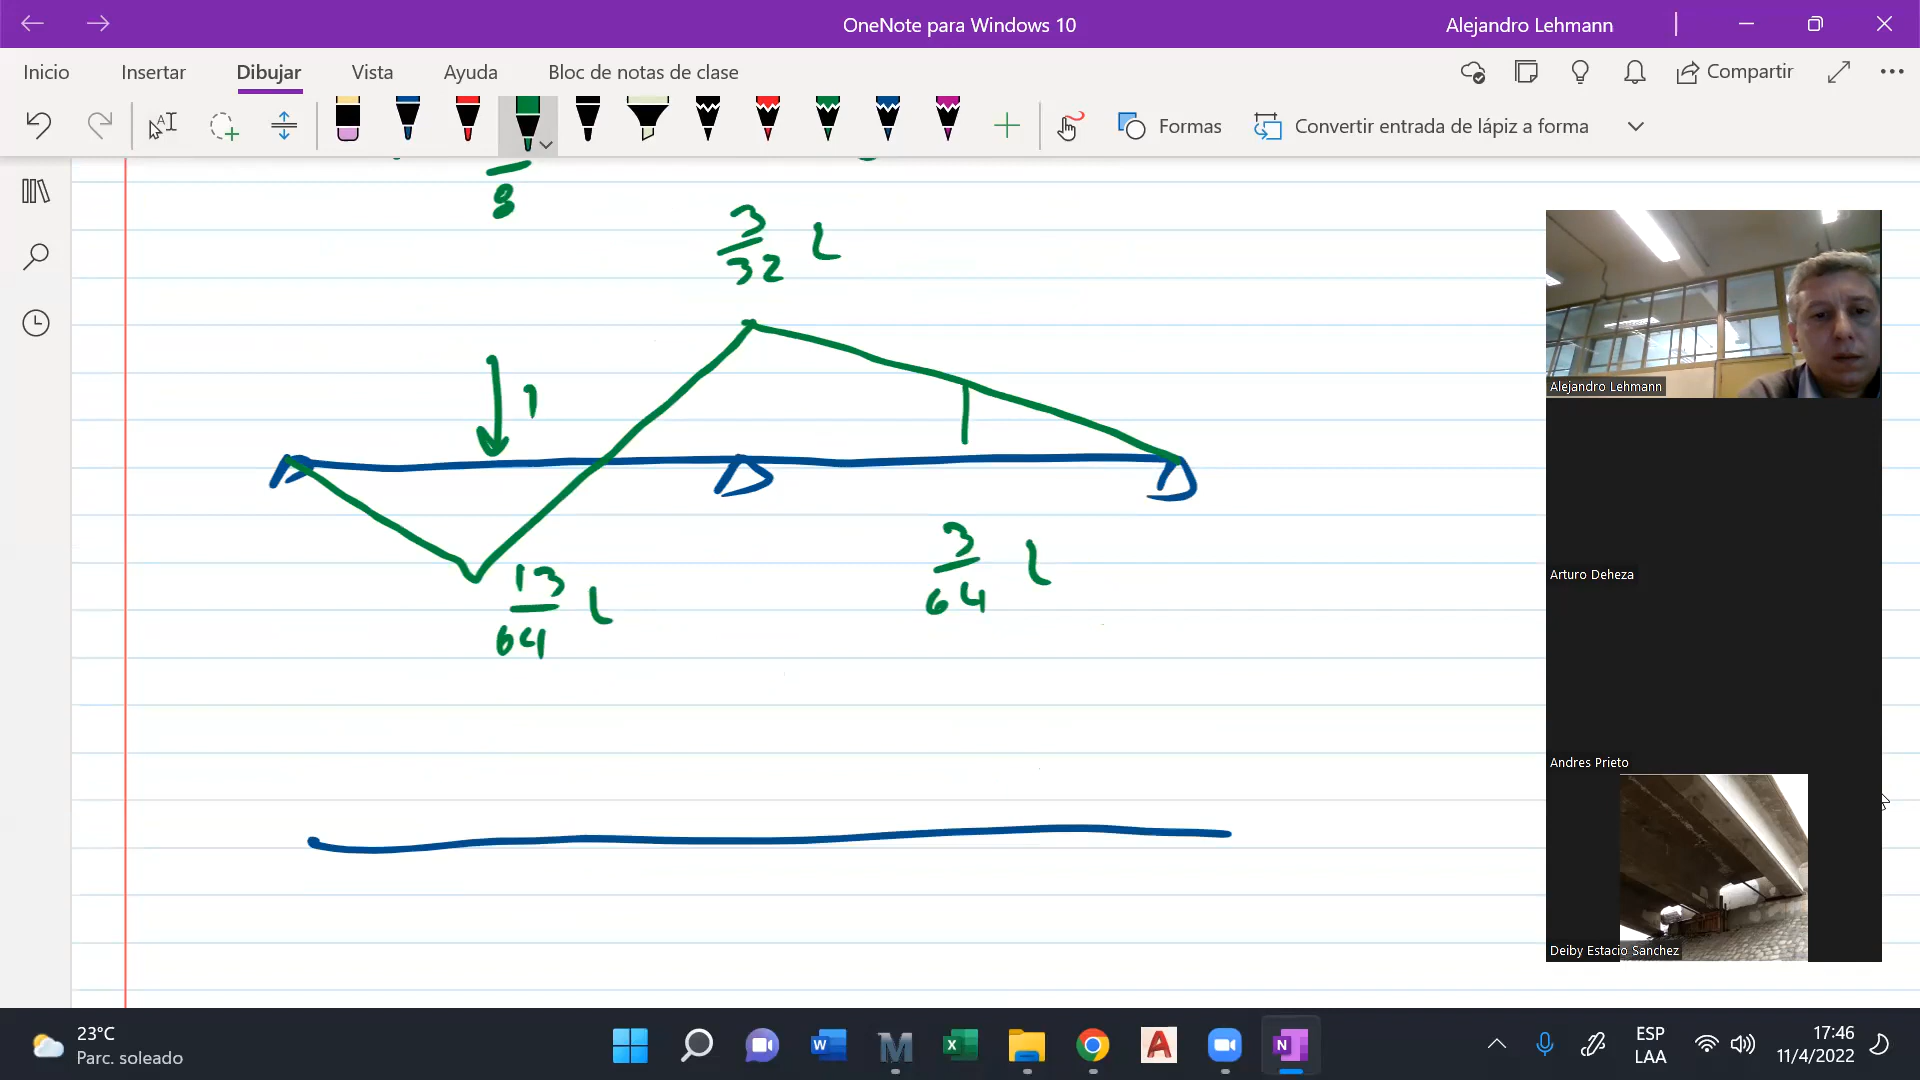 OneNote para Windows 10
Alejandro Lehmann
Inicio Insertar Dibujar Vista Ayuda Bloc de notas de clase
Compartir
Formas Convertir entrada de lápiz a forma
8
3
32 L
1
13
64 L
3
64 L
Alejandro Lehmann
Arturo Deheza
Andres Prieto
Deiby Estacio Sanchez
23°C
Parc. soleado
ESP
LAA
17:46
11/4/2022